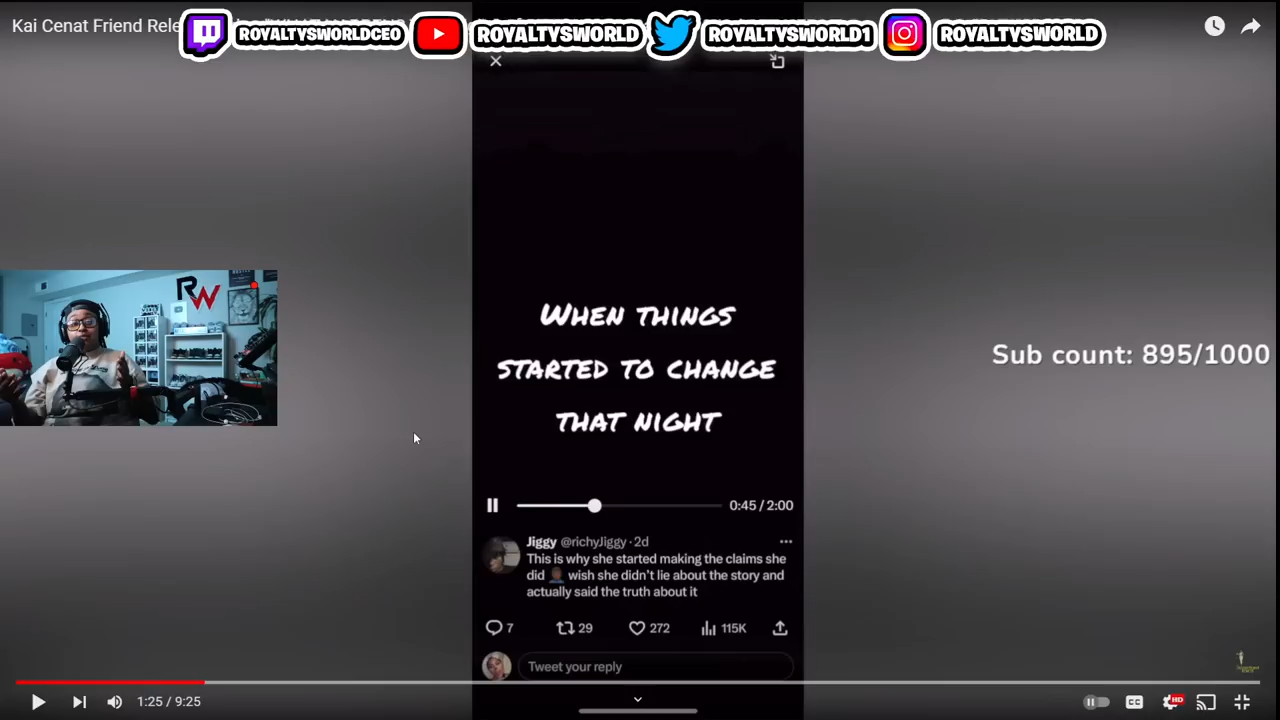 Kai Cenat Friend Rele
ROYALTYSWORLDCEO
ROYALTYSWORLD
ROYALTYSWORLD1
ROYALTYSWORLD
RW
When things
started to change
that night
Sub count: 895/1000
0:45 / 2:00
Jiggy @richyJiggy · 2d
This is why she started making the claims she
did 🤦🏾‍♂️ wish she didn't lie about the story and
actually said the truth about it
7
29
272
115K
Tweet your reply
1:25 / 9:25
CC
HD